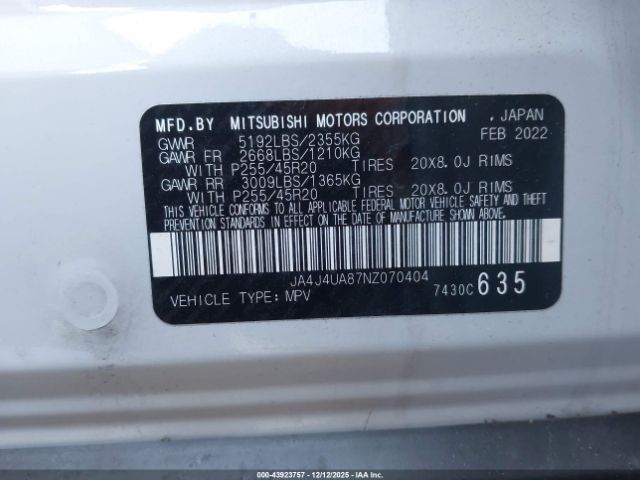 MFD.BY MITSUBISHI MOTORS CORPORATION , JAPAN
GVWR 5192LBS/2355KG FEB 2022
GAWR FR 2668LBS/1210KG
WITH P255/45R20 TIRES 20X8.0J RIMS
GAWR RR 3009LBS/1365KG
WITH P255/45R20 TIRES 20X8.0J RIMS
THIS VEHICLE CONFORMS TO ALL APPLICABLE FEDERAL MOTOR VEHICLE SAFETY AND THEFT
PREVENTION STANDARDS IN EFFECT ON THE DATE OF MANUFACTURE SHOWN ABOVE.
JA4J4UA87NZ070404
VEHICLE TYPE: MPV 7430C 635
000-43923757 - 12/12/2025 - IAAI.COM